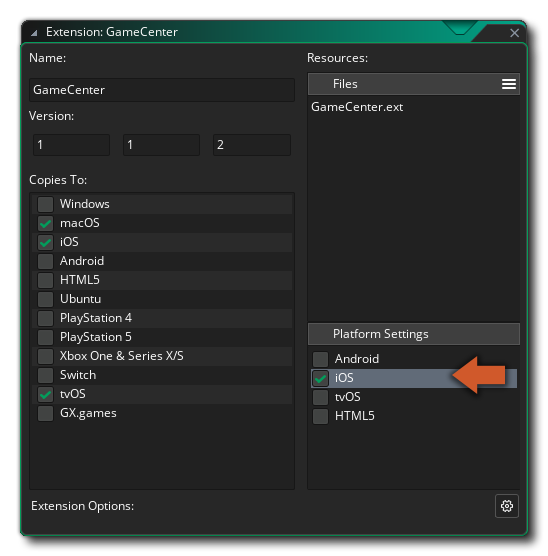 Extension: GameCenter
Name:
GameCenter
Version:
1 1 2
Copies To:
Windows
macOS
iOS
Android
HTML5
Ubuntu
PlayStation 4
PlayStation 5
Xbox One & Series X/S
Switch
tvOS
GX.games
Resources:
Files
GameCenter.ext
Platform Settings
Android
iOS
tvOS
HTML5
Extension Options: